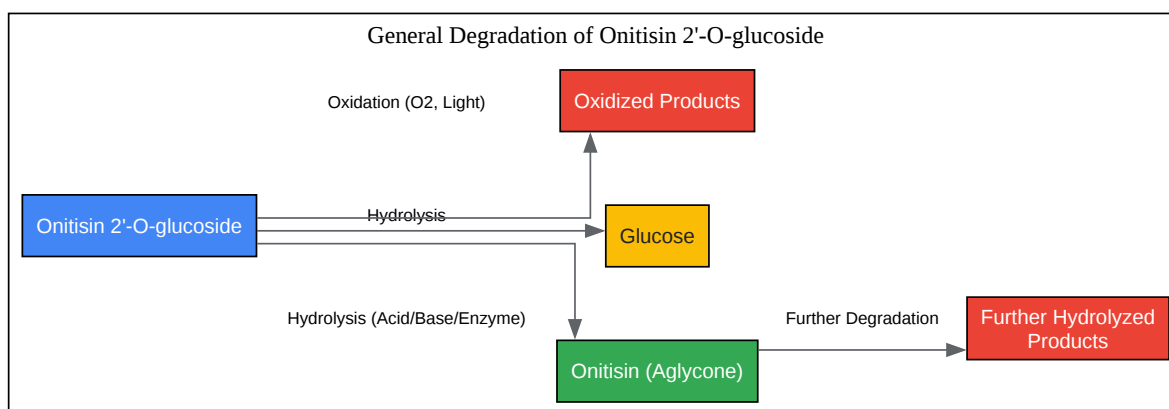 General Degradation of Onitisin 2'-O-glucoside
Oxidation (O2, Light)
Oxidized Products
Onitisin 2'-O-glucoside
Hydrolysis
Glucose
Hydrolysis (Acid/Base/Enzyme)
Onitisin (Aglycone)
Further Degradation
Further Hydrolyzed
Products